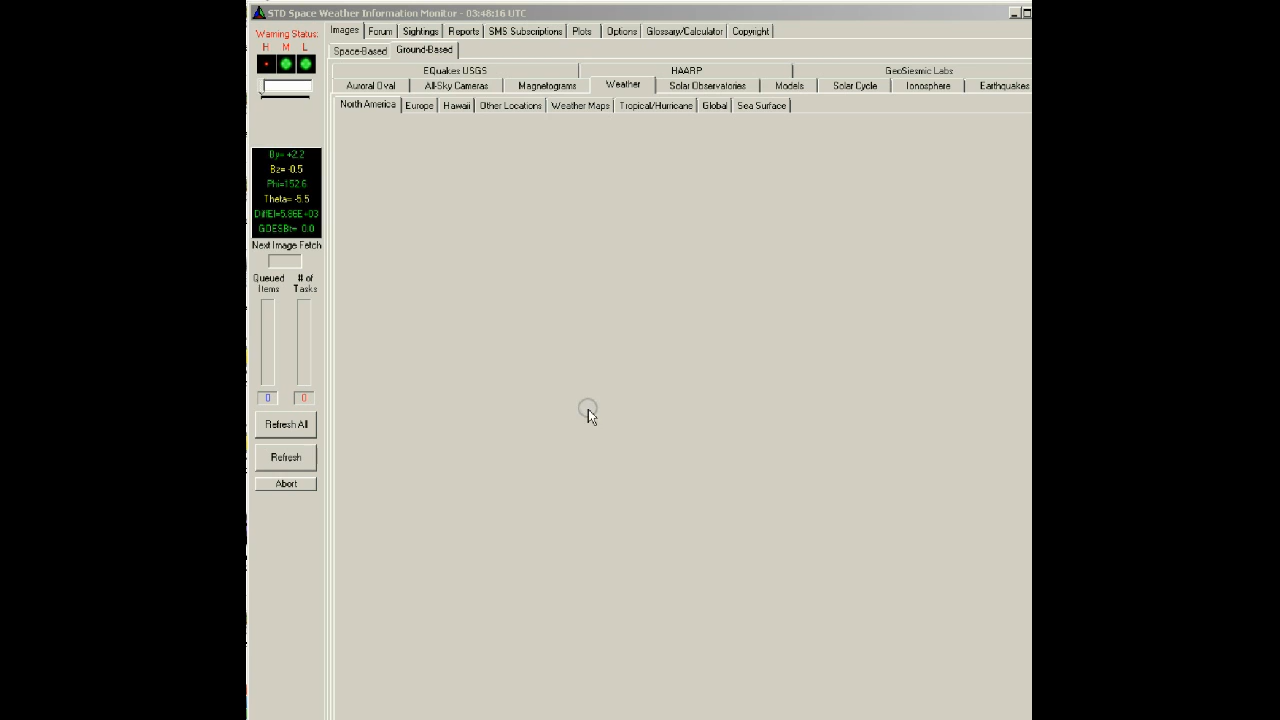 STD Space Weather Information Monitor - 03:48:16 UTC
Warning Status:
H M L
Images Forum Sightings Reports SMS Subscriptions Plots Options Glossary/Calculator Copyright
Space-Based Ground-Based
EQuakes USGS HAARP GeoSiesmic Labs
Auroral Oval All-Sky Cameras Magnetograms Weather Solar Observatories Models Solar Cycle Ionosphere Earthquakes
North America Europe Hawaii Other Locations Weather Maps Tropical/Hurricane Global Sea Surface
By= +2.2
Bz= -0.5
Phi=152.6
Theta= -5.5
DiffEl=5.86E+03
GOESBt= 0.0
Next Image Fetch
Queued Items
# of Tasks
0 0
Refresh All
Refresh
Abort